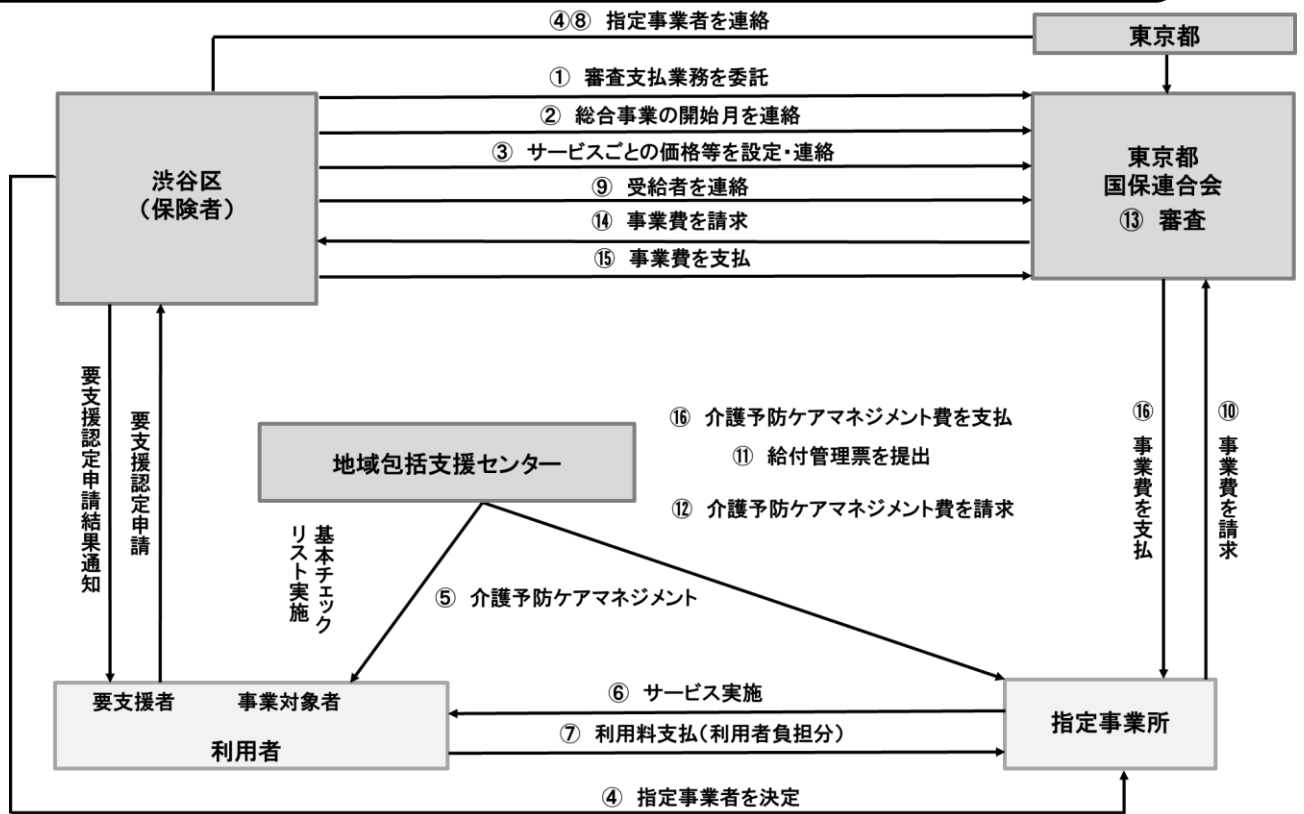 ④⑧ 指定事業者を連絡
東京都
① 審査支払業務を委託
② 総合事業の開始月を連絡
③ サービスごとの価格等を設定・連絡
⑨ 受給者を連絡
⑭ 事業費を請求
⑮ 事業費を支払
渋谷区
（保険者）
東京都
国保連合会
⑬ 審査
要支援認定申請結果通知
要支援認定申請
地域包括支援センター
⑯ 介護予防ケアマネジメント費を支払
⑪ 給付管理票を提出
⑫ 介護予防ケアマネジメント費を請求
⑯ 事業費を支払
⑩ 事業費を請求
基本チェック
リスト実施
⑤ 介護予防ケアマネジメント
要支援者 事業対象者
利用者
⑥ サービス実施
⑦ 利用料支払（利用者負担分）
指定事業所
④ 指定事業者を決定